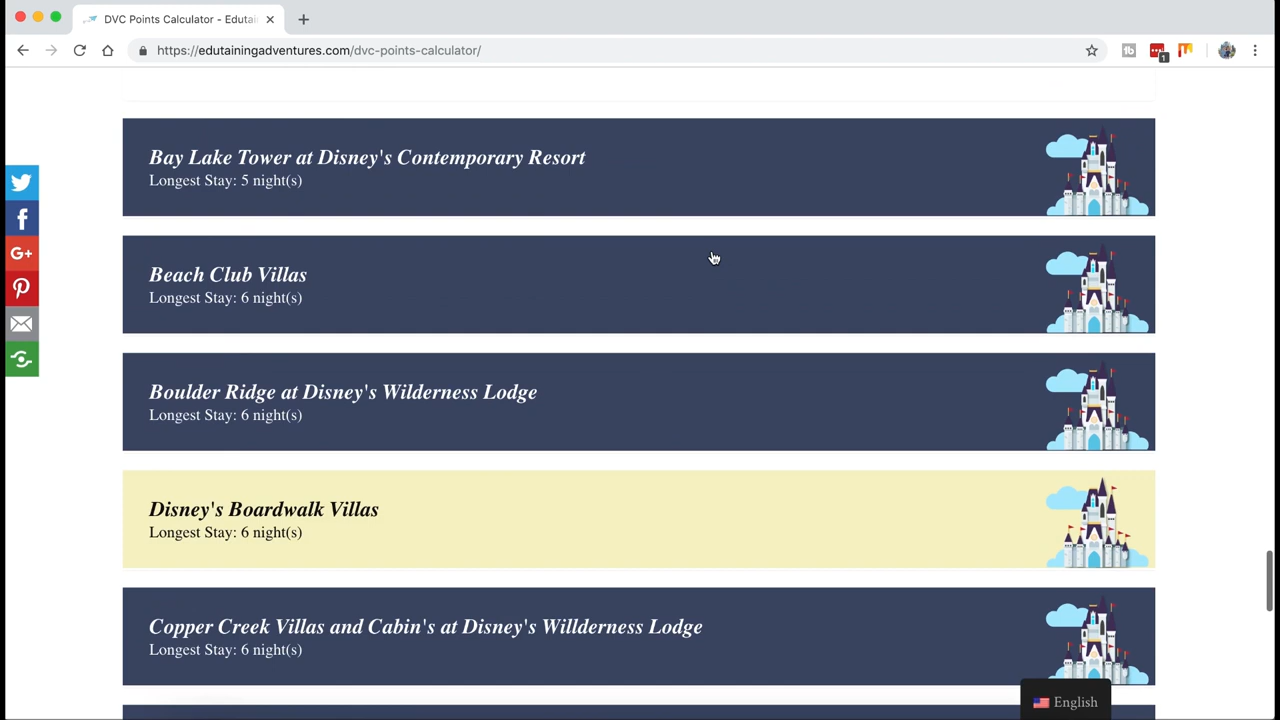 DVC Points Calculator - Edutai
https://edutainingadventures.com/dvc-points-calculator/
1
Bay Lake Tower at Disney's Contemporary Resort
Longest Stay: 5 night(s)
Beach Club Villas
Longest Stay: 6 night(s)
Boulder Ridge at Disney's Wilderness Lodge
Longest Stay: 6 night(s)
Disney's Boardwalk Villas
Longest Stay: 6 night(s)
Copper Creek Villas and Cabin's at Disney's Willderness Lodge
Longest Stay: 6 night(s)
English